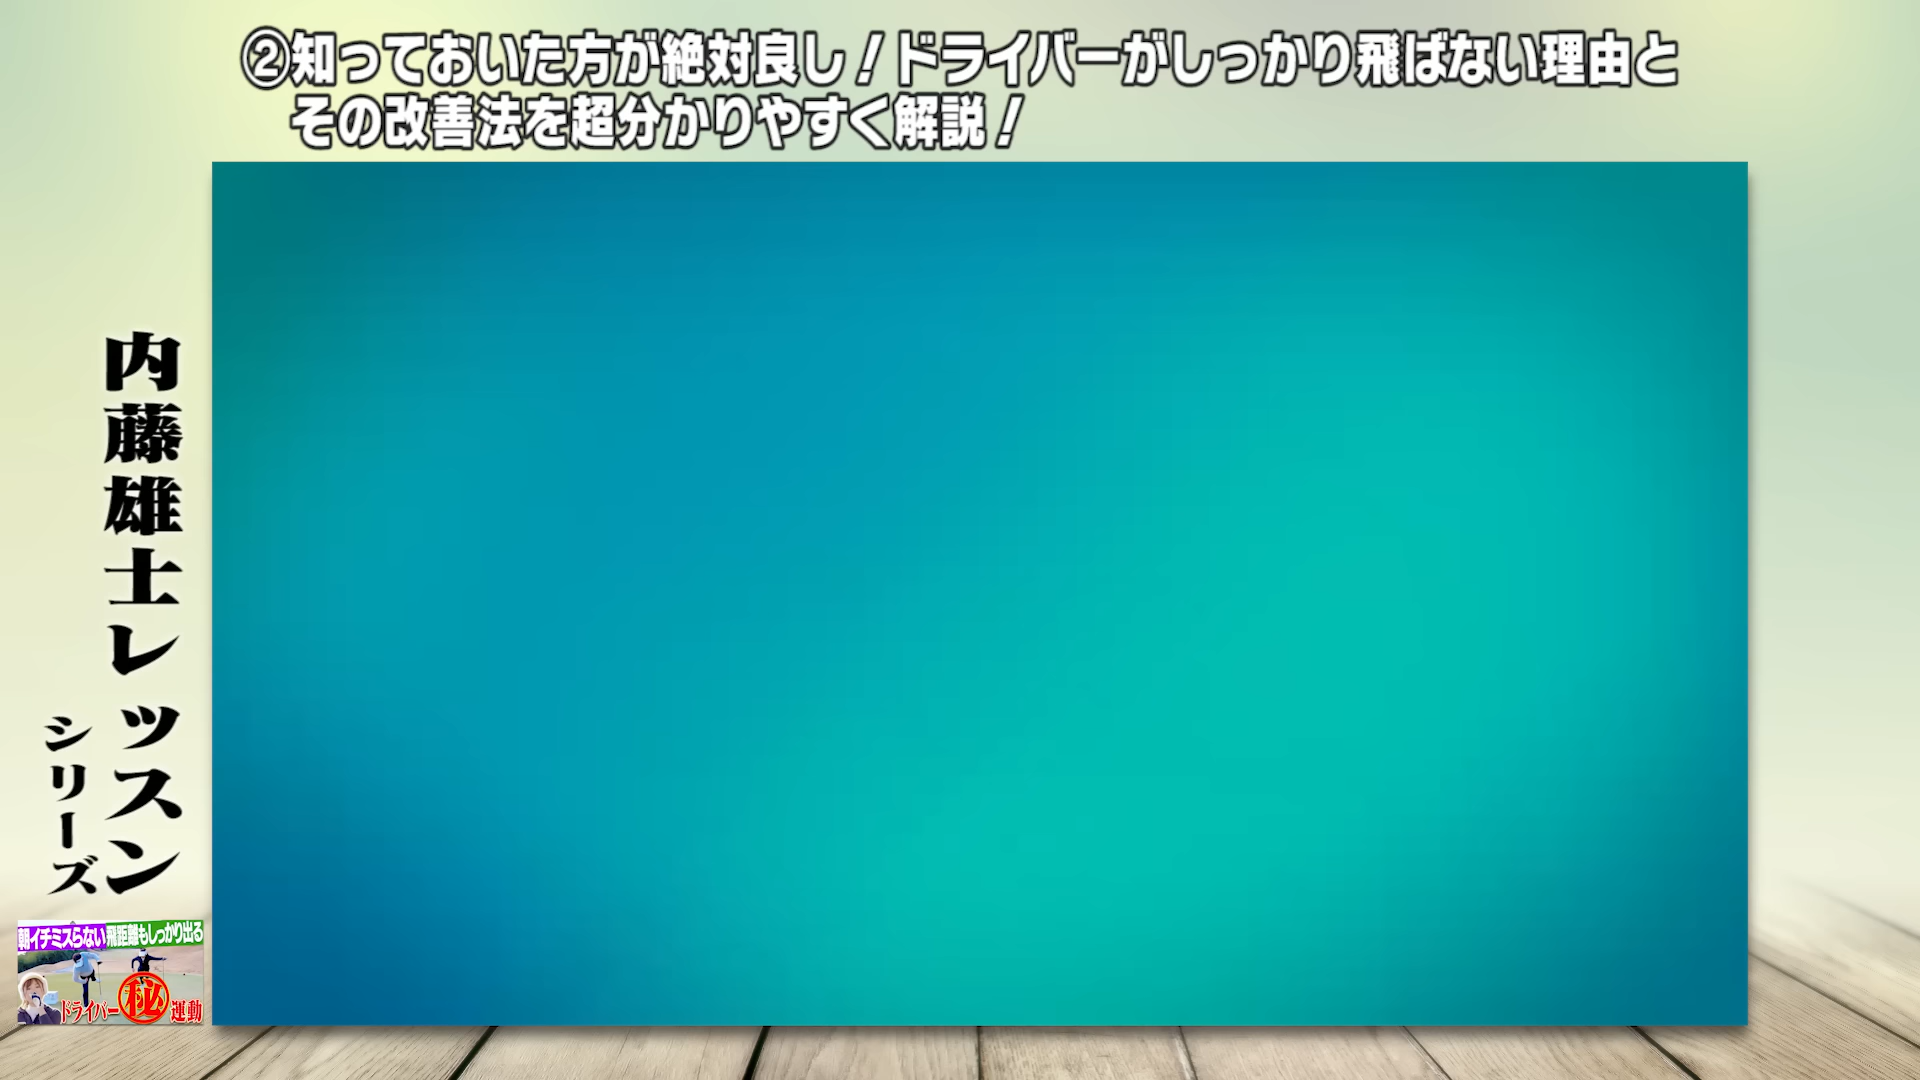 ②知っておいた方が絶対良し！ドライバーがしっかり飛ばない理由と
その改善法を超分かりやすく解説！
内藤雄士レッスン
シリーズ
朝イチミスらない飛距離もしっかり出る
ドライバー㊙運動